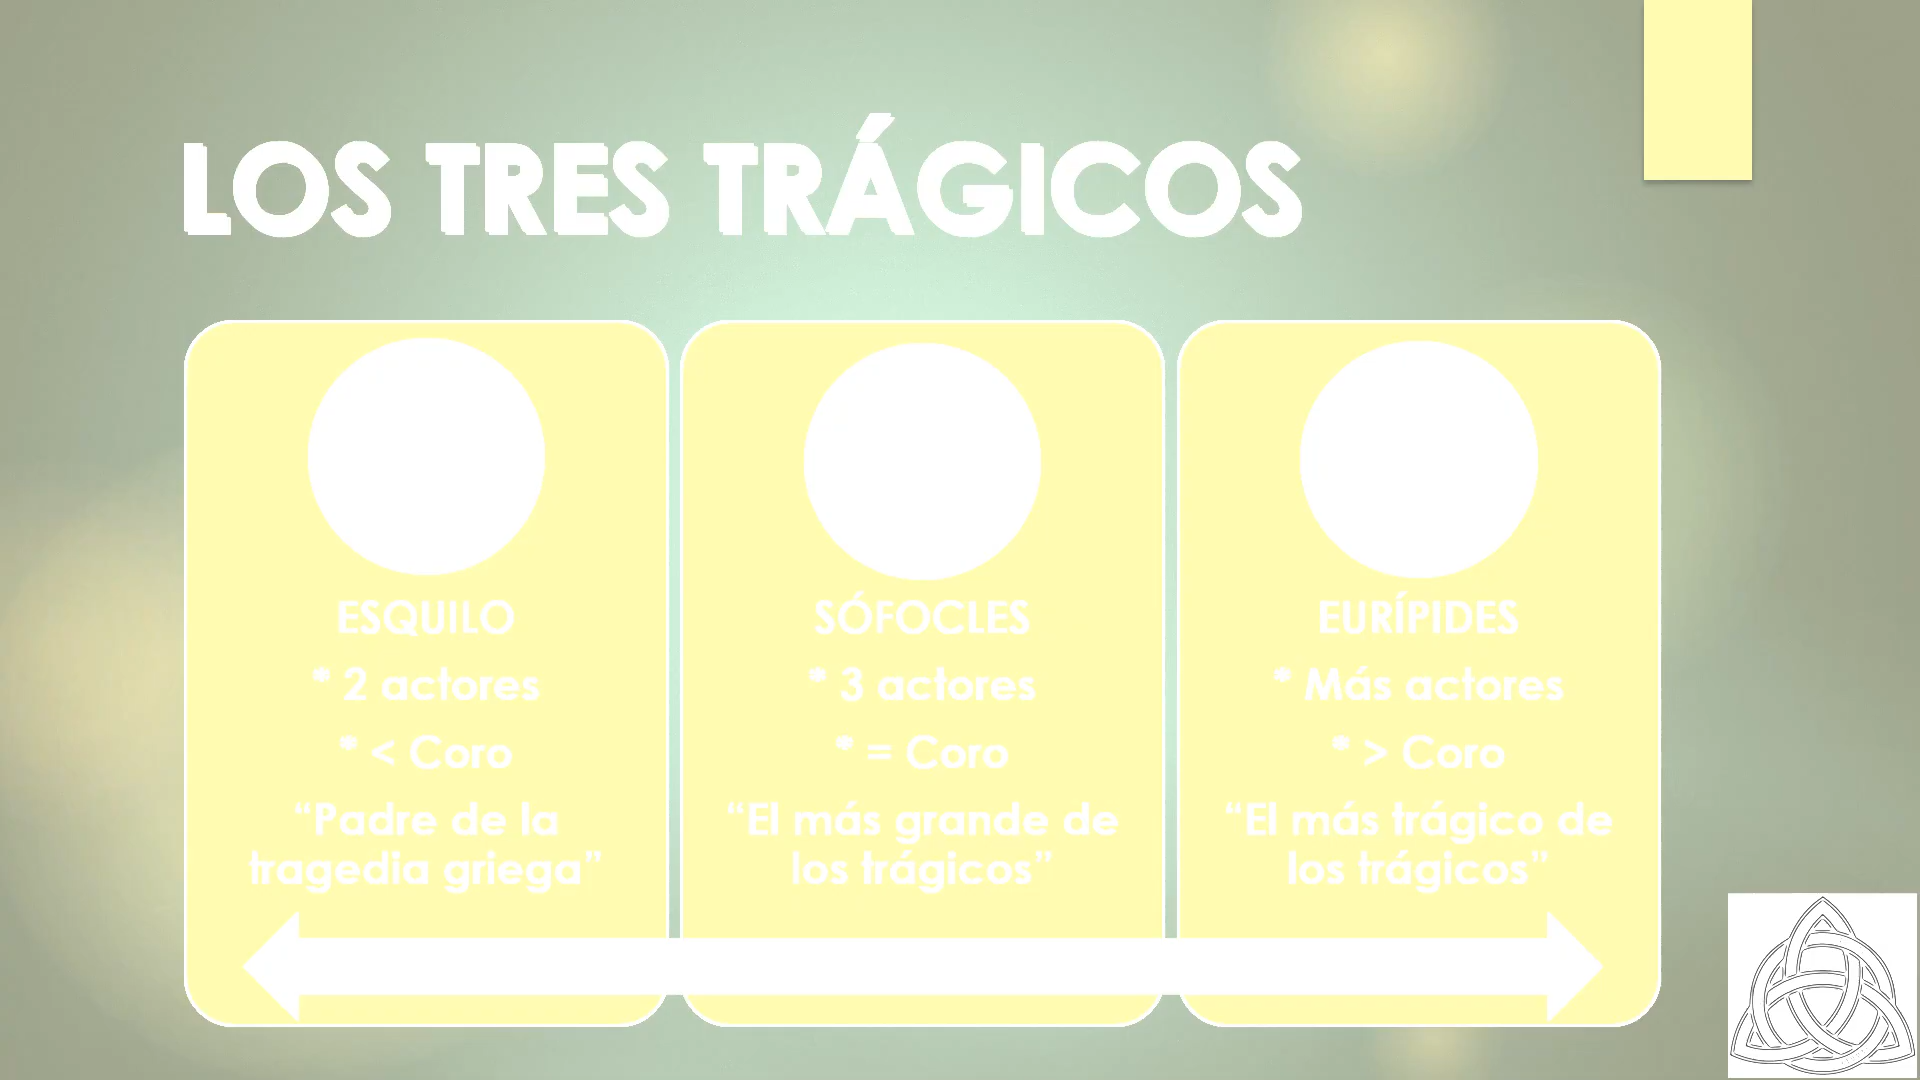 LOS TRES TRÁGICOS
ESQUILO
* 2 actores
* < Coro
“Padre de la
tragedia griega”
SÓFOCLES
* 3 actores
* = Coro
“El más grande de
los trágicos”
EURÍPIDES
* Más actores
* > Coro
“El más trágico de
los trágicos”